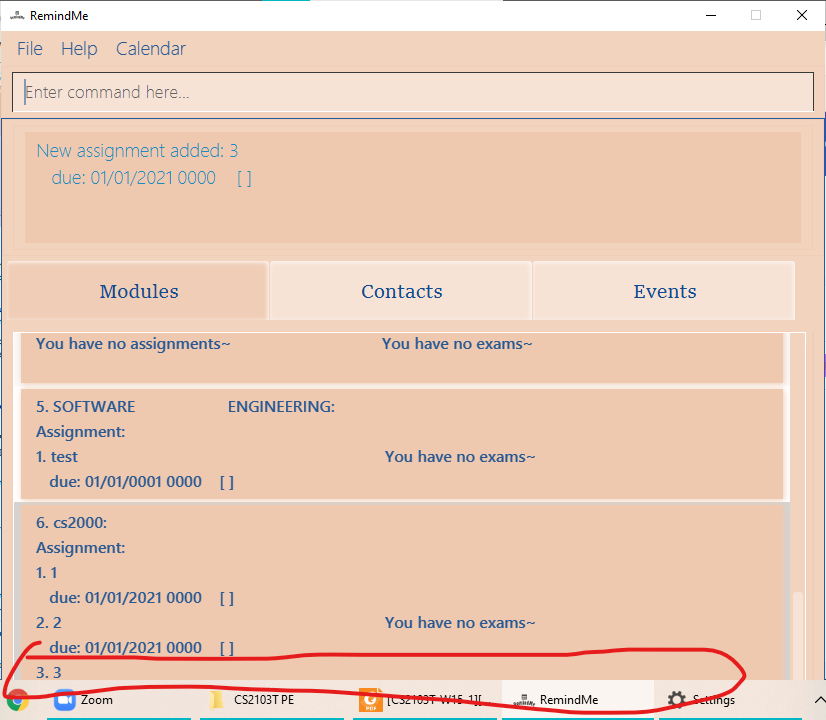 RemindMe
File Help Calendar
Enter command here...
New assignment added: 3
due: 01/01/2021 0000 [ ]
Modules Contacts Events
You have no assignments~ You have no exams~
5. SOFTWARE ENGINEERING:
Assignment:
1. test
You have no exams~
due: 01/01/0001 0000 [ ]
6. cs2000:
Assignment:
1. 1
due: 01/01/2021 0000 [ ]
2. 2
You have no exams~
due: 01/01/2021 0000 [ ]
3. 3
Zoom CS2103T PE [CS2103T-W15-1][ RemindMe Settings